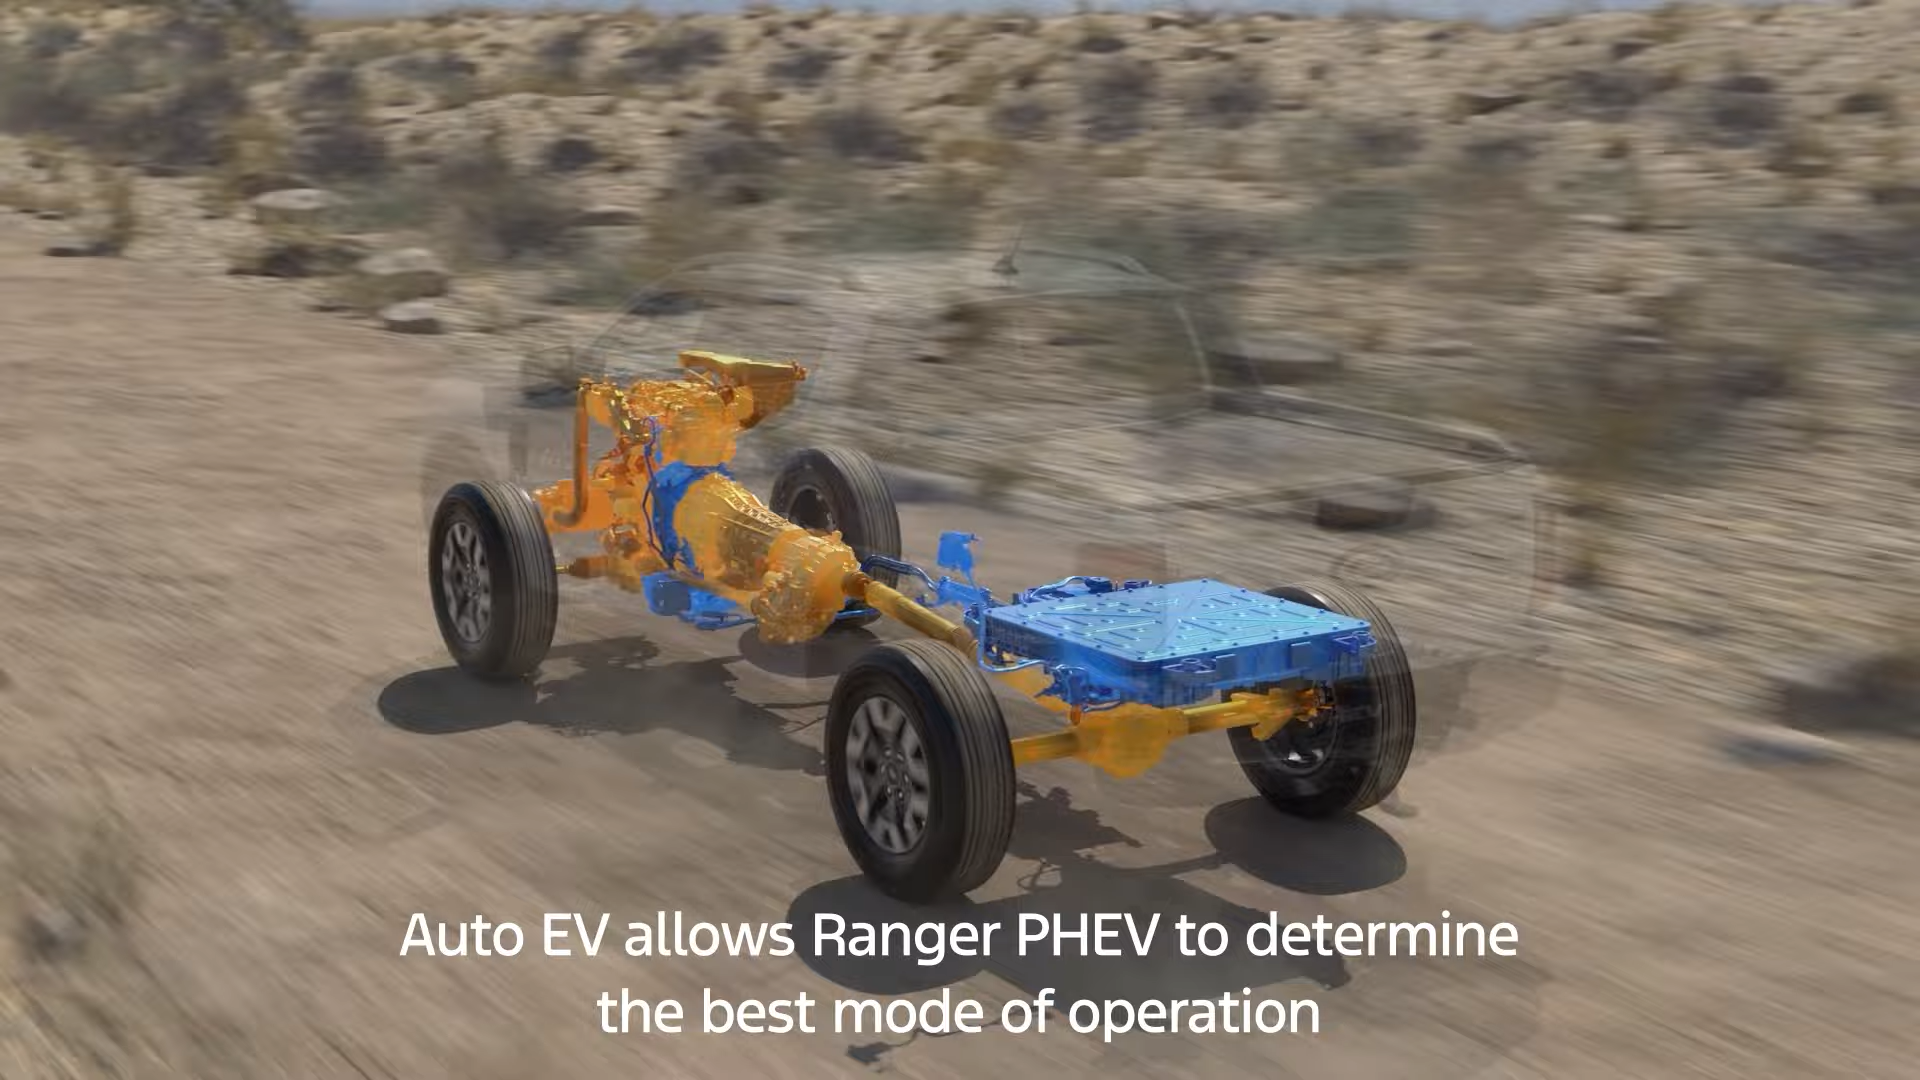 Auto EV allows Ranger PHEV to determine
the best mode of operation